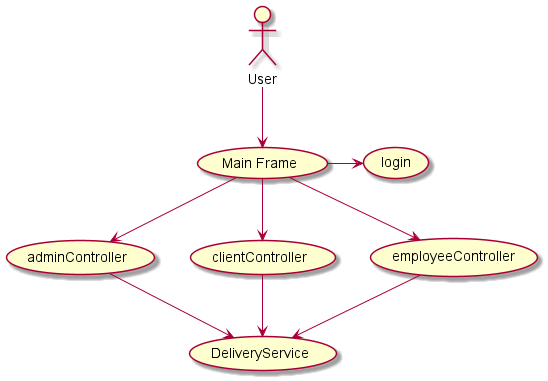 User
Main Frame
login
adminController
clientController
employeeController
DeliveryService